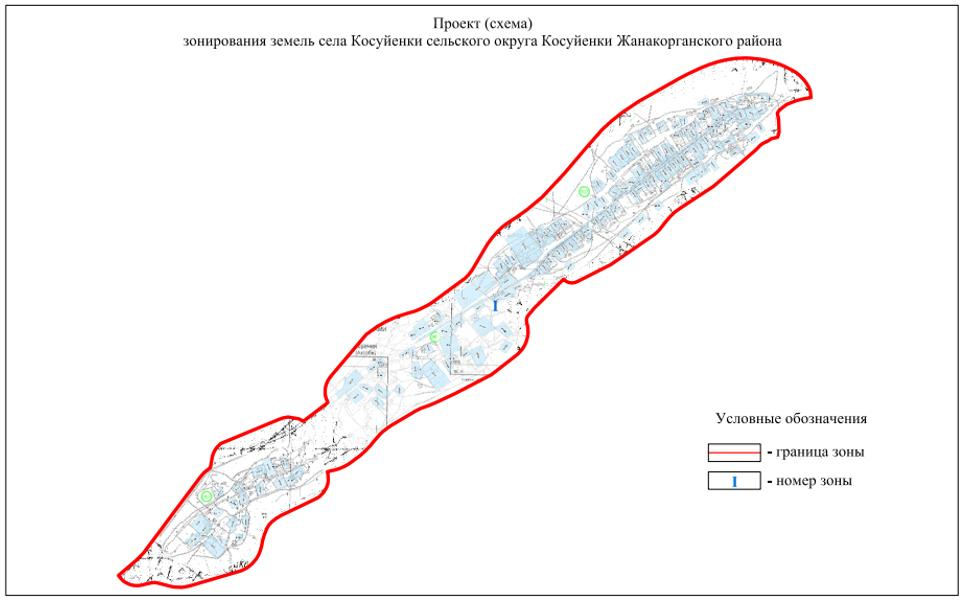 Проект (схема)
зонирования земель села Косуйенки сельского округа Косуйенки Жанакорганского района
I
Условные обозначения
- граница зоны
I - номер зоны